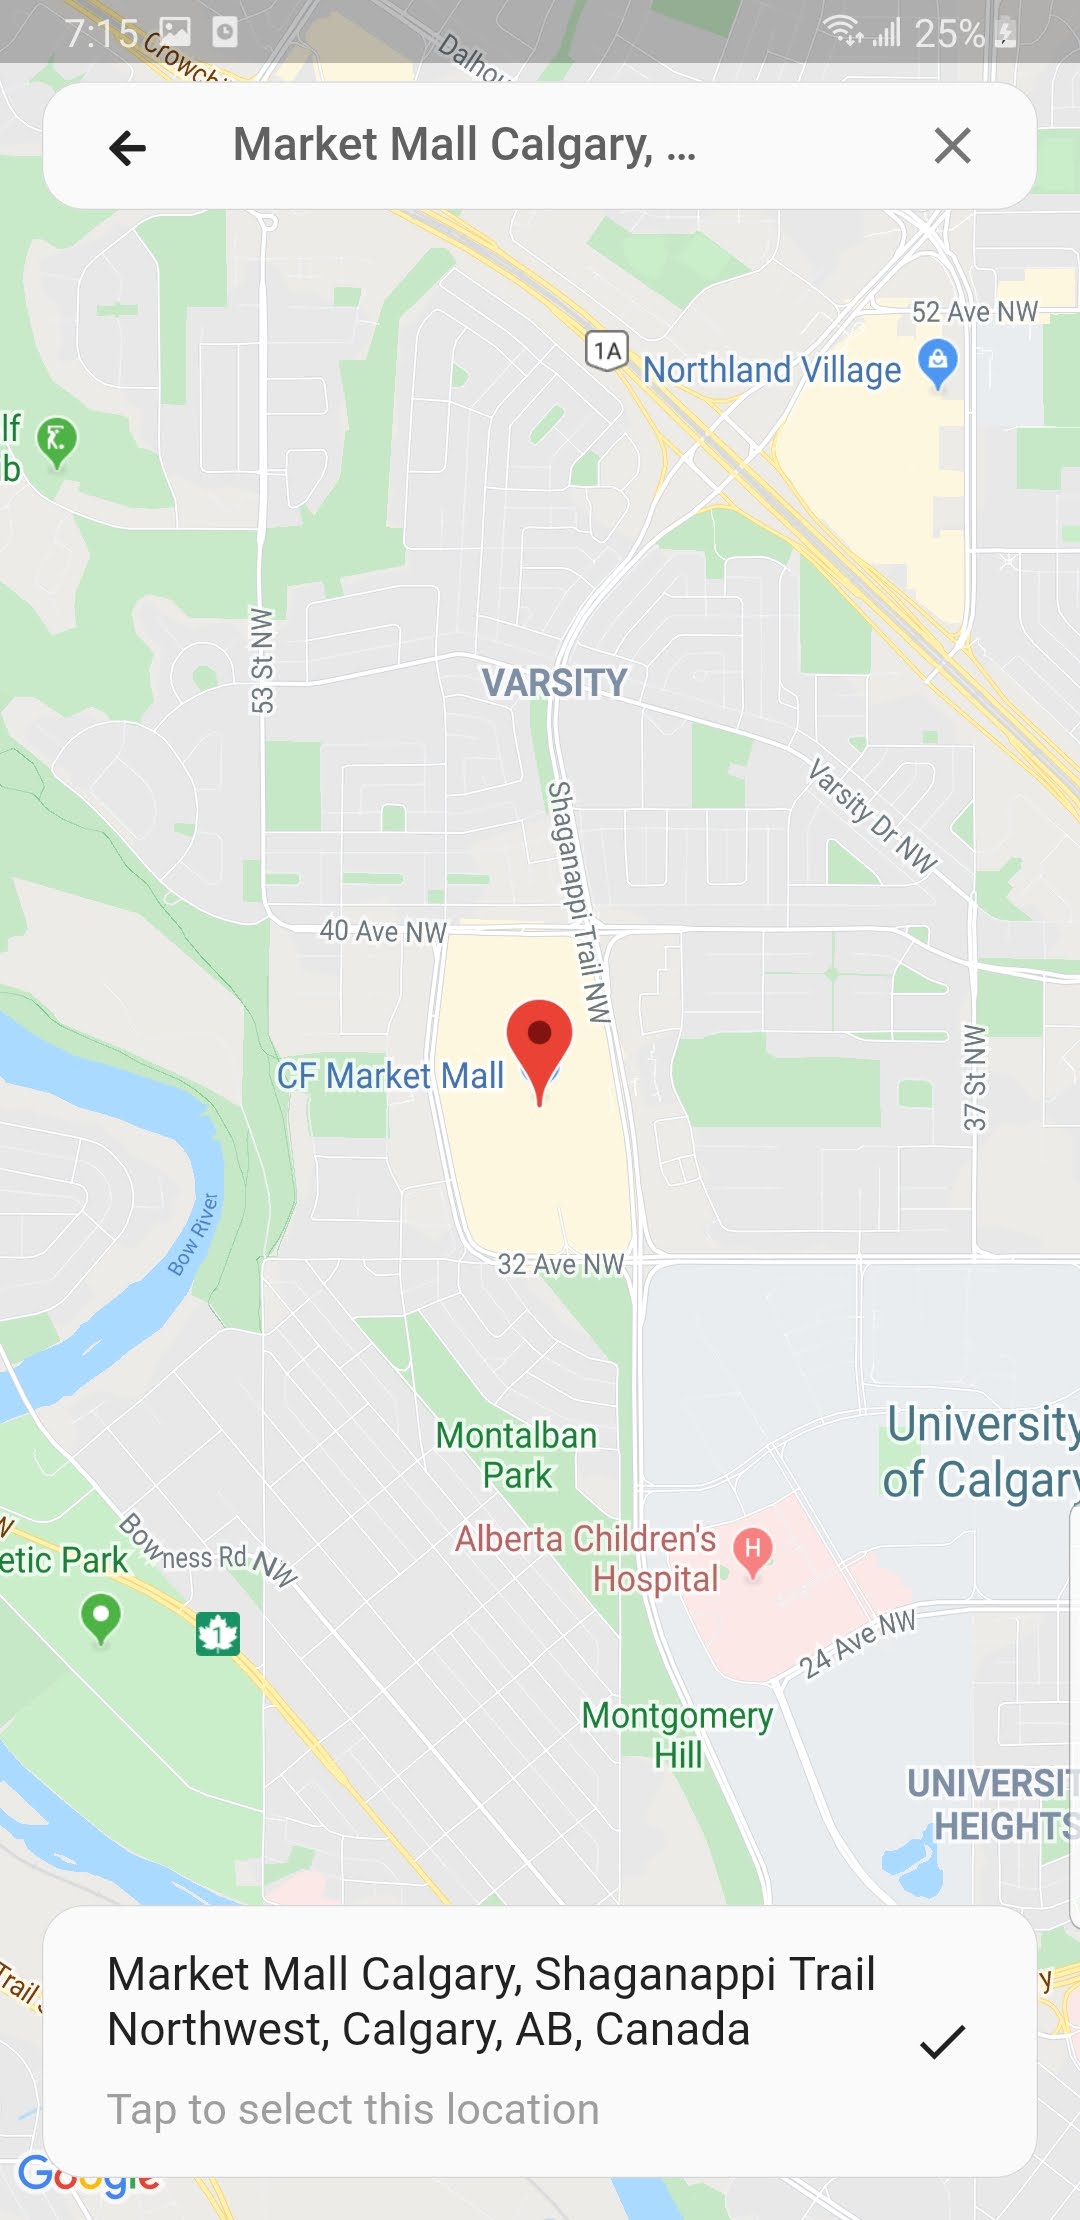 7:15
25%
Crowchi
Dalhou
Market Mall Calgary, ...
52 Ave NW
1A
Northland Village
lf
b
53 St NW
VARSITY
Varsity Dr NW
Shaganappi Trail NW
40 Ave NW
CF Market Mall
37 St NW
Bow River
32 Ave NW
University
of Calgary
Montalban
Park
Alberta Children's
Hospital
H
W
Bowness Rd NW
etic Park
1
24 Ave NW
Montgomery
Hill
UNIVERSIT
HEIGHTS
Trail
y
Market Mall Calgary, Shaganappi Trail
Northwest, Calgary, AB, Canada
Tap to select this location
Google